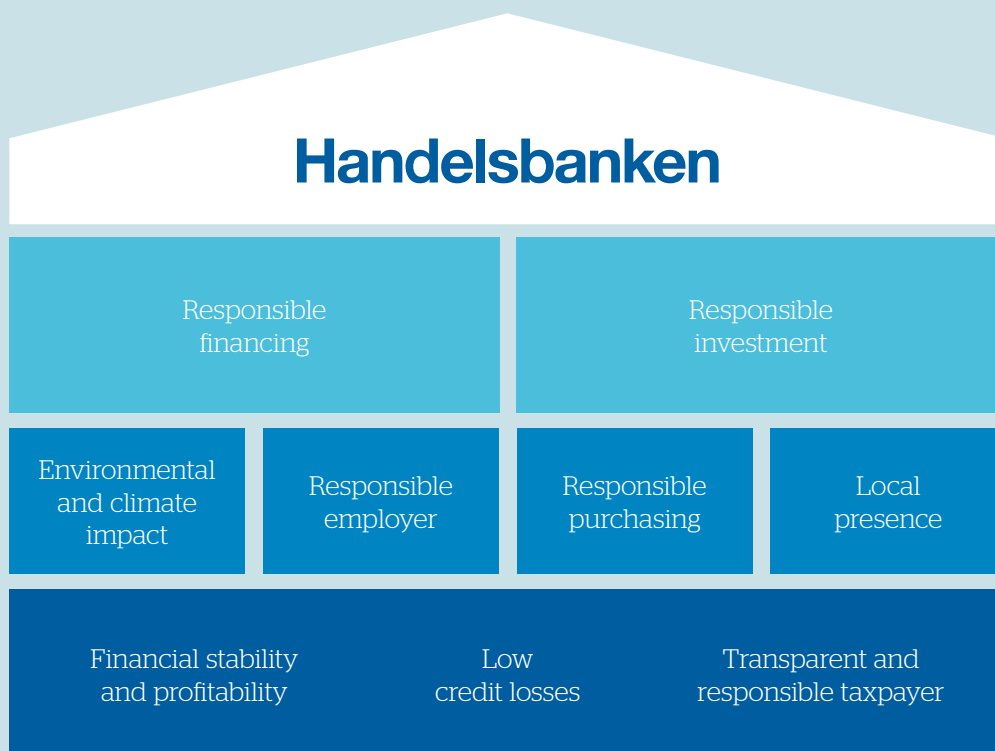 Handelsbanken
Responsible
financing
Responsible
investment
Environmental
and climate
impact
Responsible
employer
Responsible
purchasing
Local
presence
Financial stability
and profitability
Low
credit losses
Transparent and
responsible taxpayer